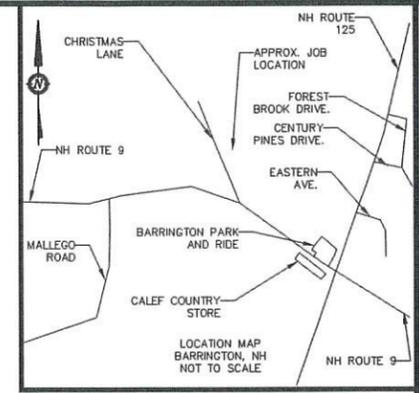 NH ROUTE
125
CHRISTMAS
LANE
APPROX. JOB
LOCATION
N
FOREST
BROOK DRIVE.
CENTURY
PINES DRIVE.
NH ROUTE 9
EASTERN
AVE.
BARRINGTON PARK
AND RIDE
MALLEGO
ROAD
CALEF COUNTRY
STORE
LOCATION MAP
BARRINGTON, NH
NOT TO SCALE
NH ROUTE 9